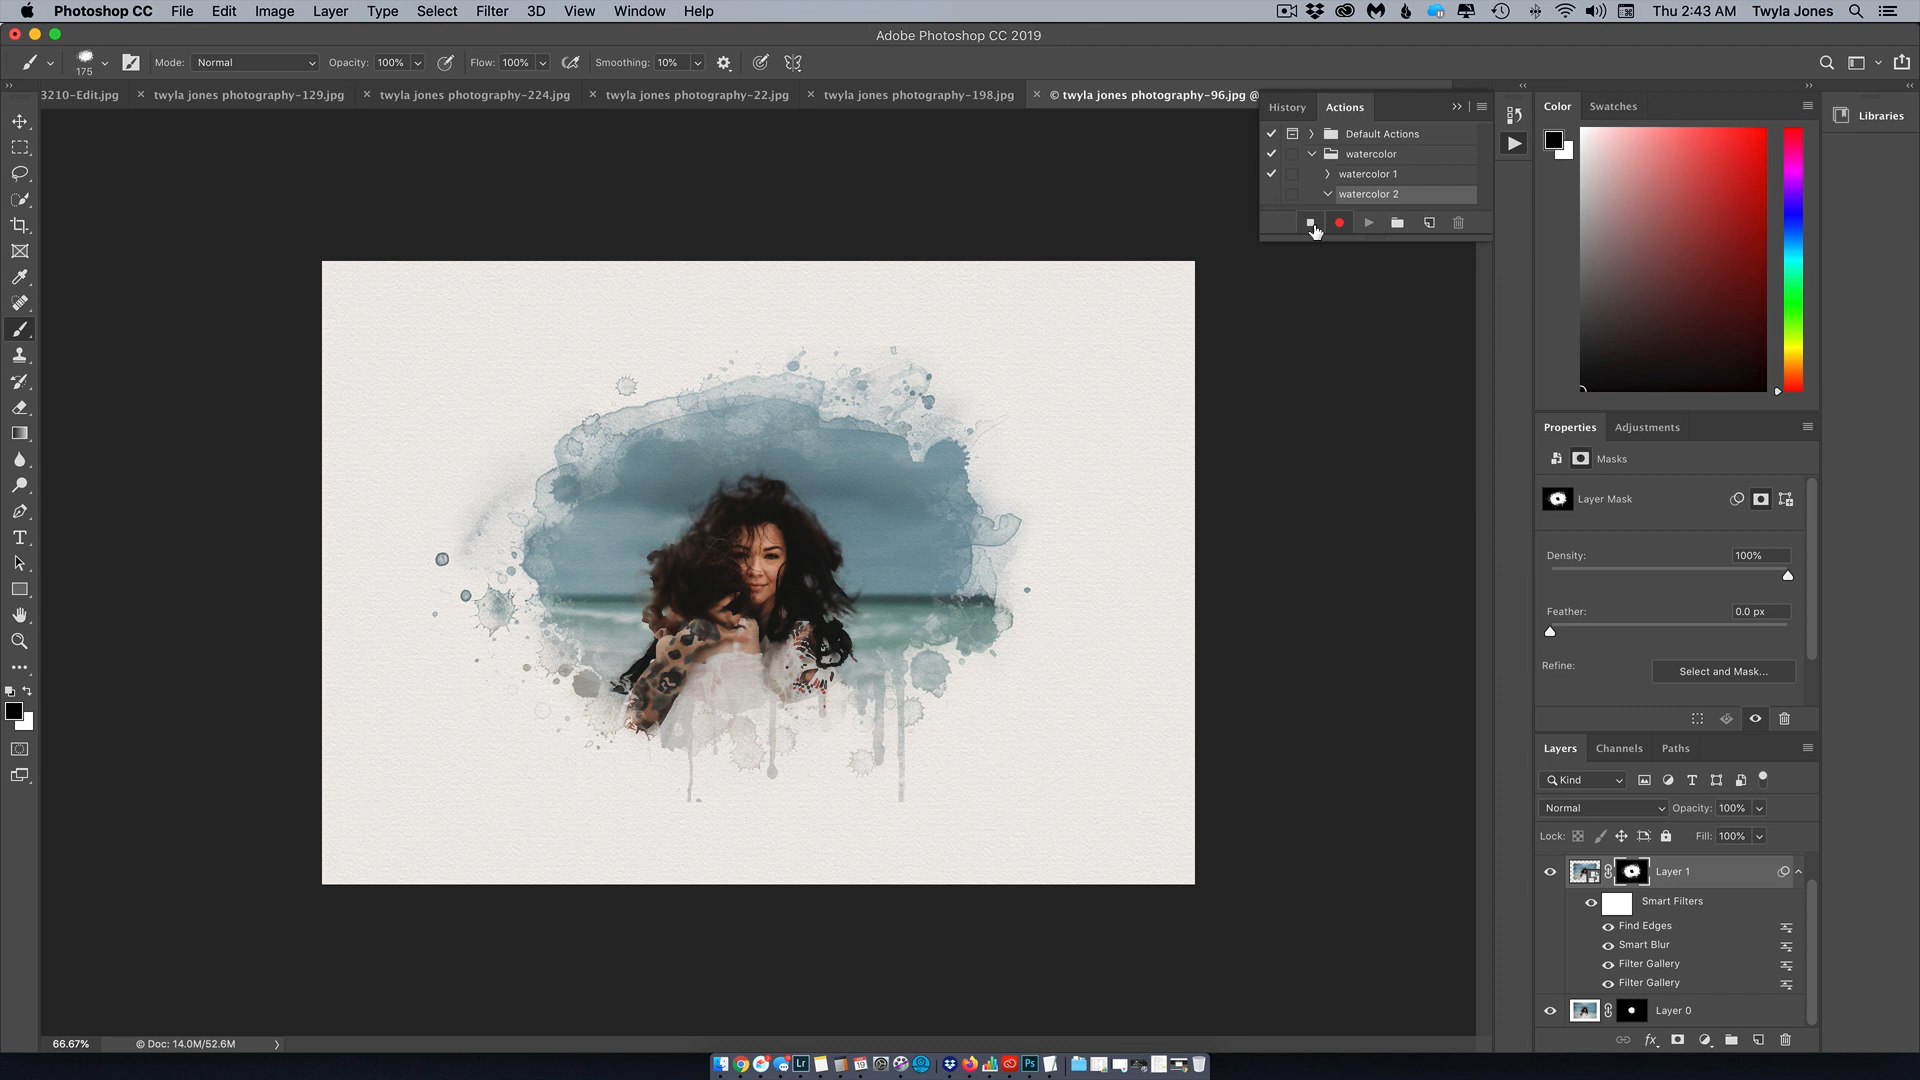 Photoshop CC File Edit Image Layer Type Select Filter 3D View Window Help Thu 2:43 AM Twyla Jones
Adobe Photoshop CC 2019
175 Mode: Normal Opacity: 100% Flow: 100% Smoothing: 10%
3210-Edit.jpg twyla jones photography-129.jpg twyla jones photography-224.jpg twyla jones photography-22.jpg twyla jones photography-198.jpg © twyla jones photography-96.jpg @
History Actions
Default Actions
watercolor
watercolor 1
watercolor 2
Color Swatches
Libraries
Properties Adjustments
Masks
Layer Mask
Density: 100%
Feather: 0.0 px
Refine: Select and Mask...
Layers Channels Paths
Kind
Normal Opacity: 100%
Lock: Fill: 100%
Layer 1
Smart Filters
Find Edges
Smart Blur
Filter Gallery
Filter Gallery
Layer 0
fx
66.67% © Doc: 14.0M/52.6M
Lr 19 Ps